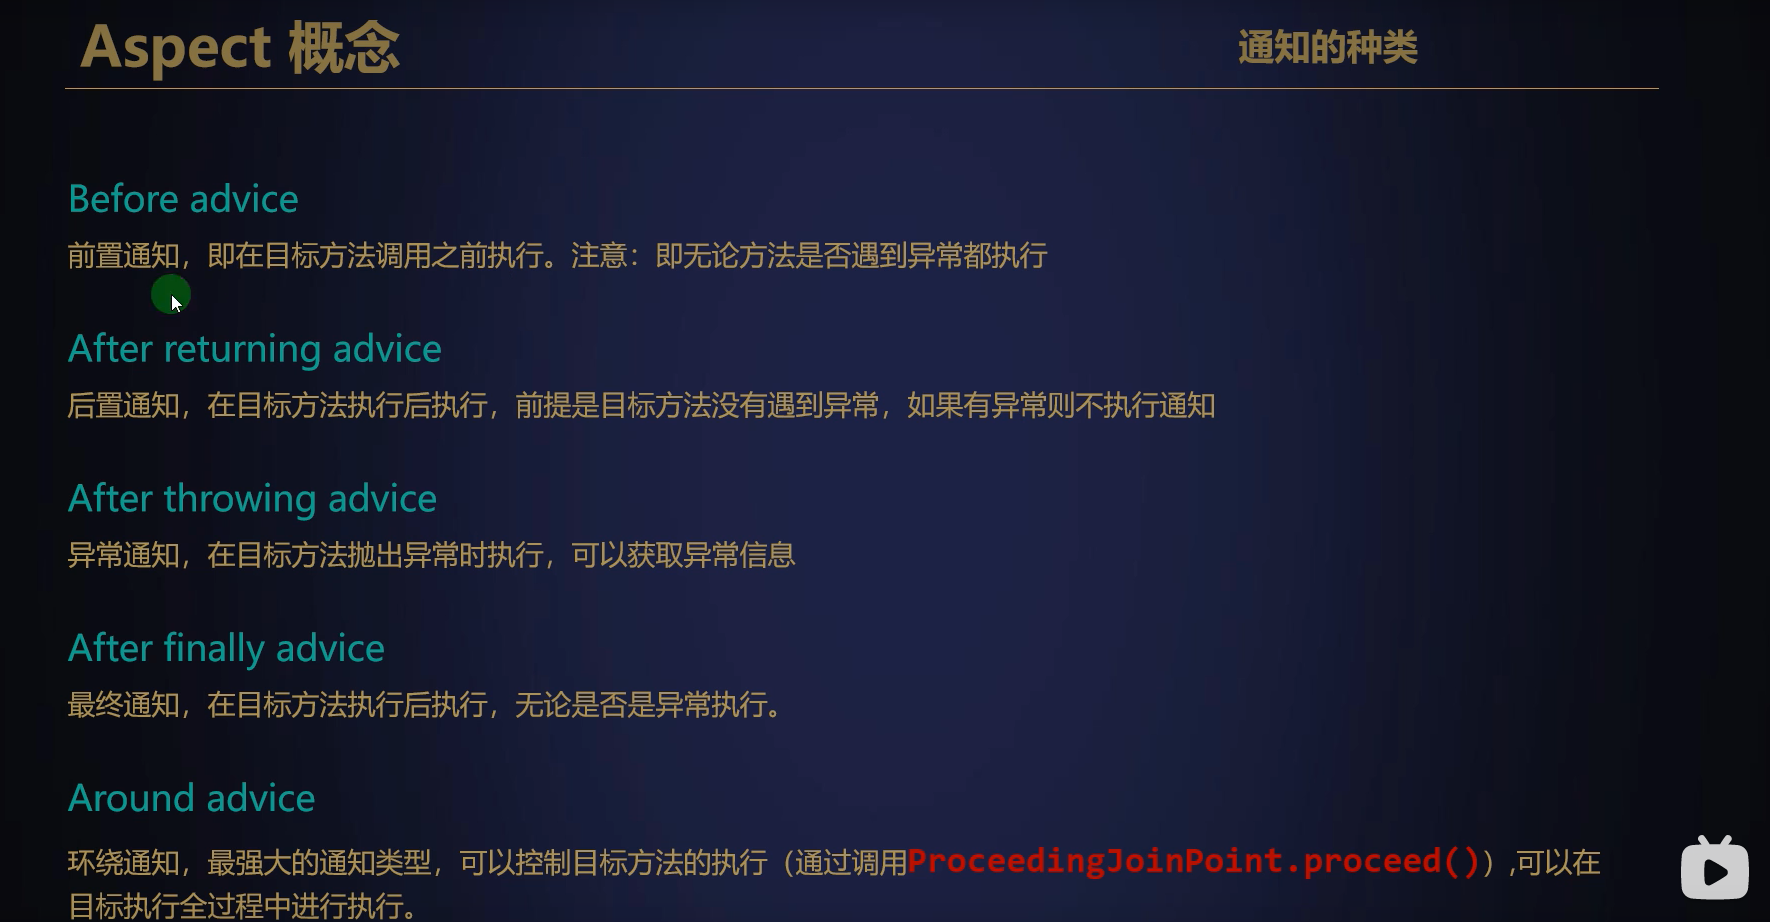 Aspect 概念
通知的种类
Before advice
前置通知，即在目标方法调用之前执行。注意：即无论方法是否遇到异常都执行
After returning advice
后置通知，在目标方法执行后执行，前提是目标方法没有遇到异常，如果有异常则不执行通知
After throwing advice
异常通知，在目标方法抛出异常时执行，可以获取异常信息
After finally advice
最终通知，在目标方法执行后执行，无论是否是异常执行。
Around advice
环绕通知，最强大的通知类型，可以控制目标方法的执行（通过调用ProceedingJoinPoint.proceed()）,可以在
目标执行全过程中进行执行。